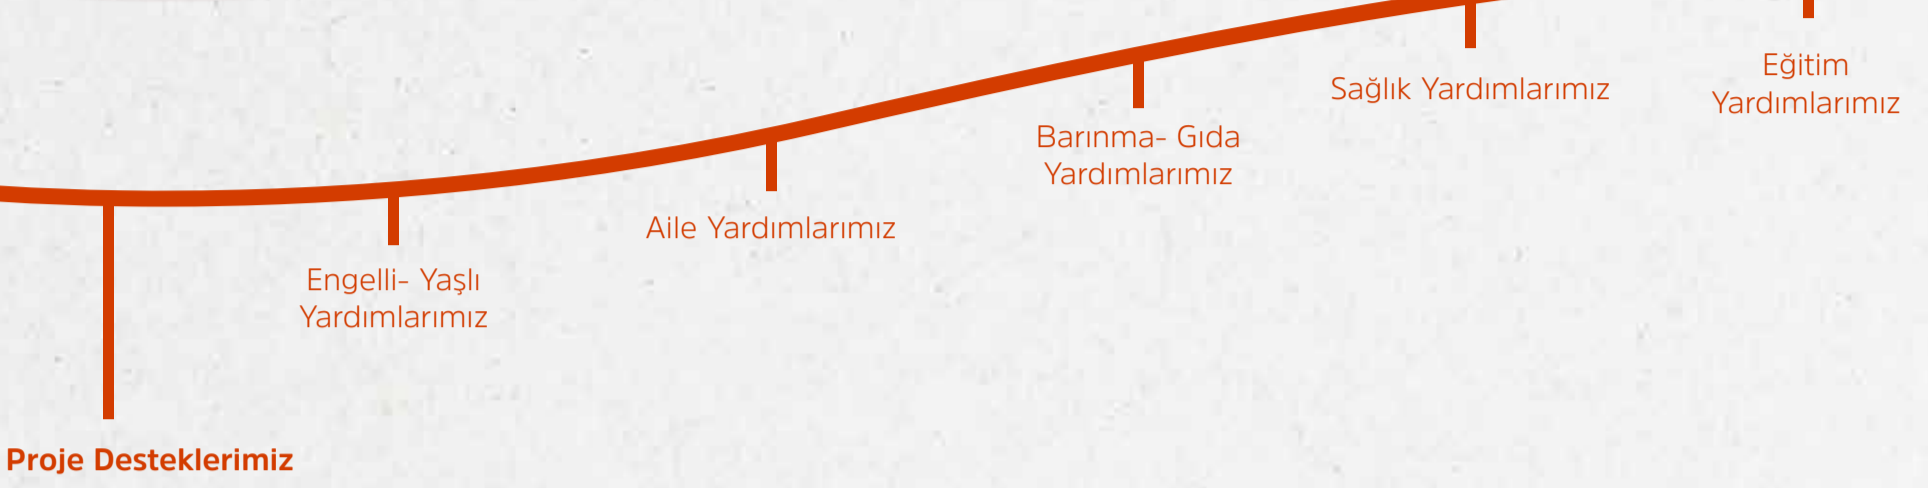 Proje Desteklerimiz
Engelli- Yaşlı
Yardımlarımız
Aile Yardımlarımız
Barınma- Gıda
Yardımlarımız
Sağlık Yardımlarımız
Eğitim
Yardımlarımız